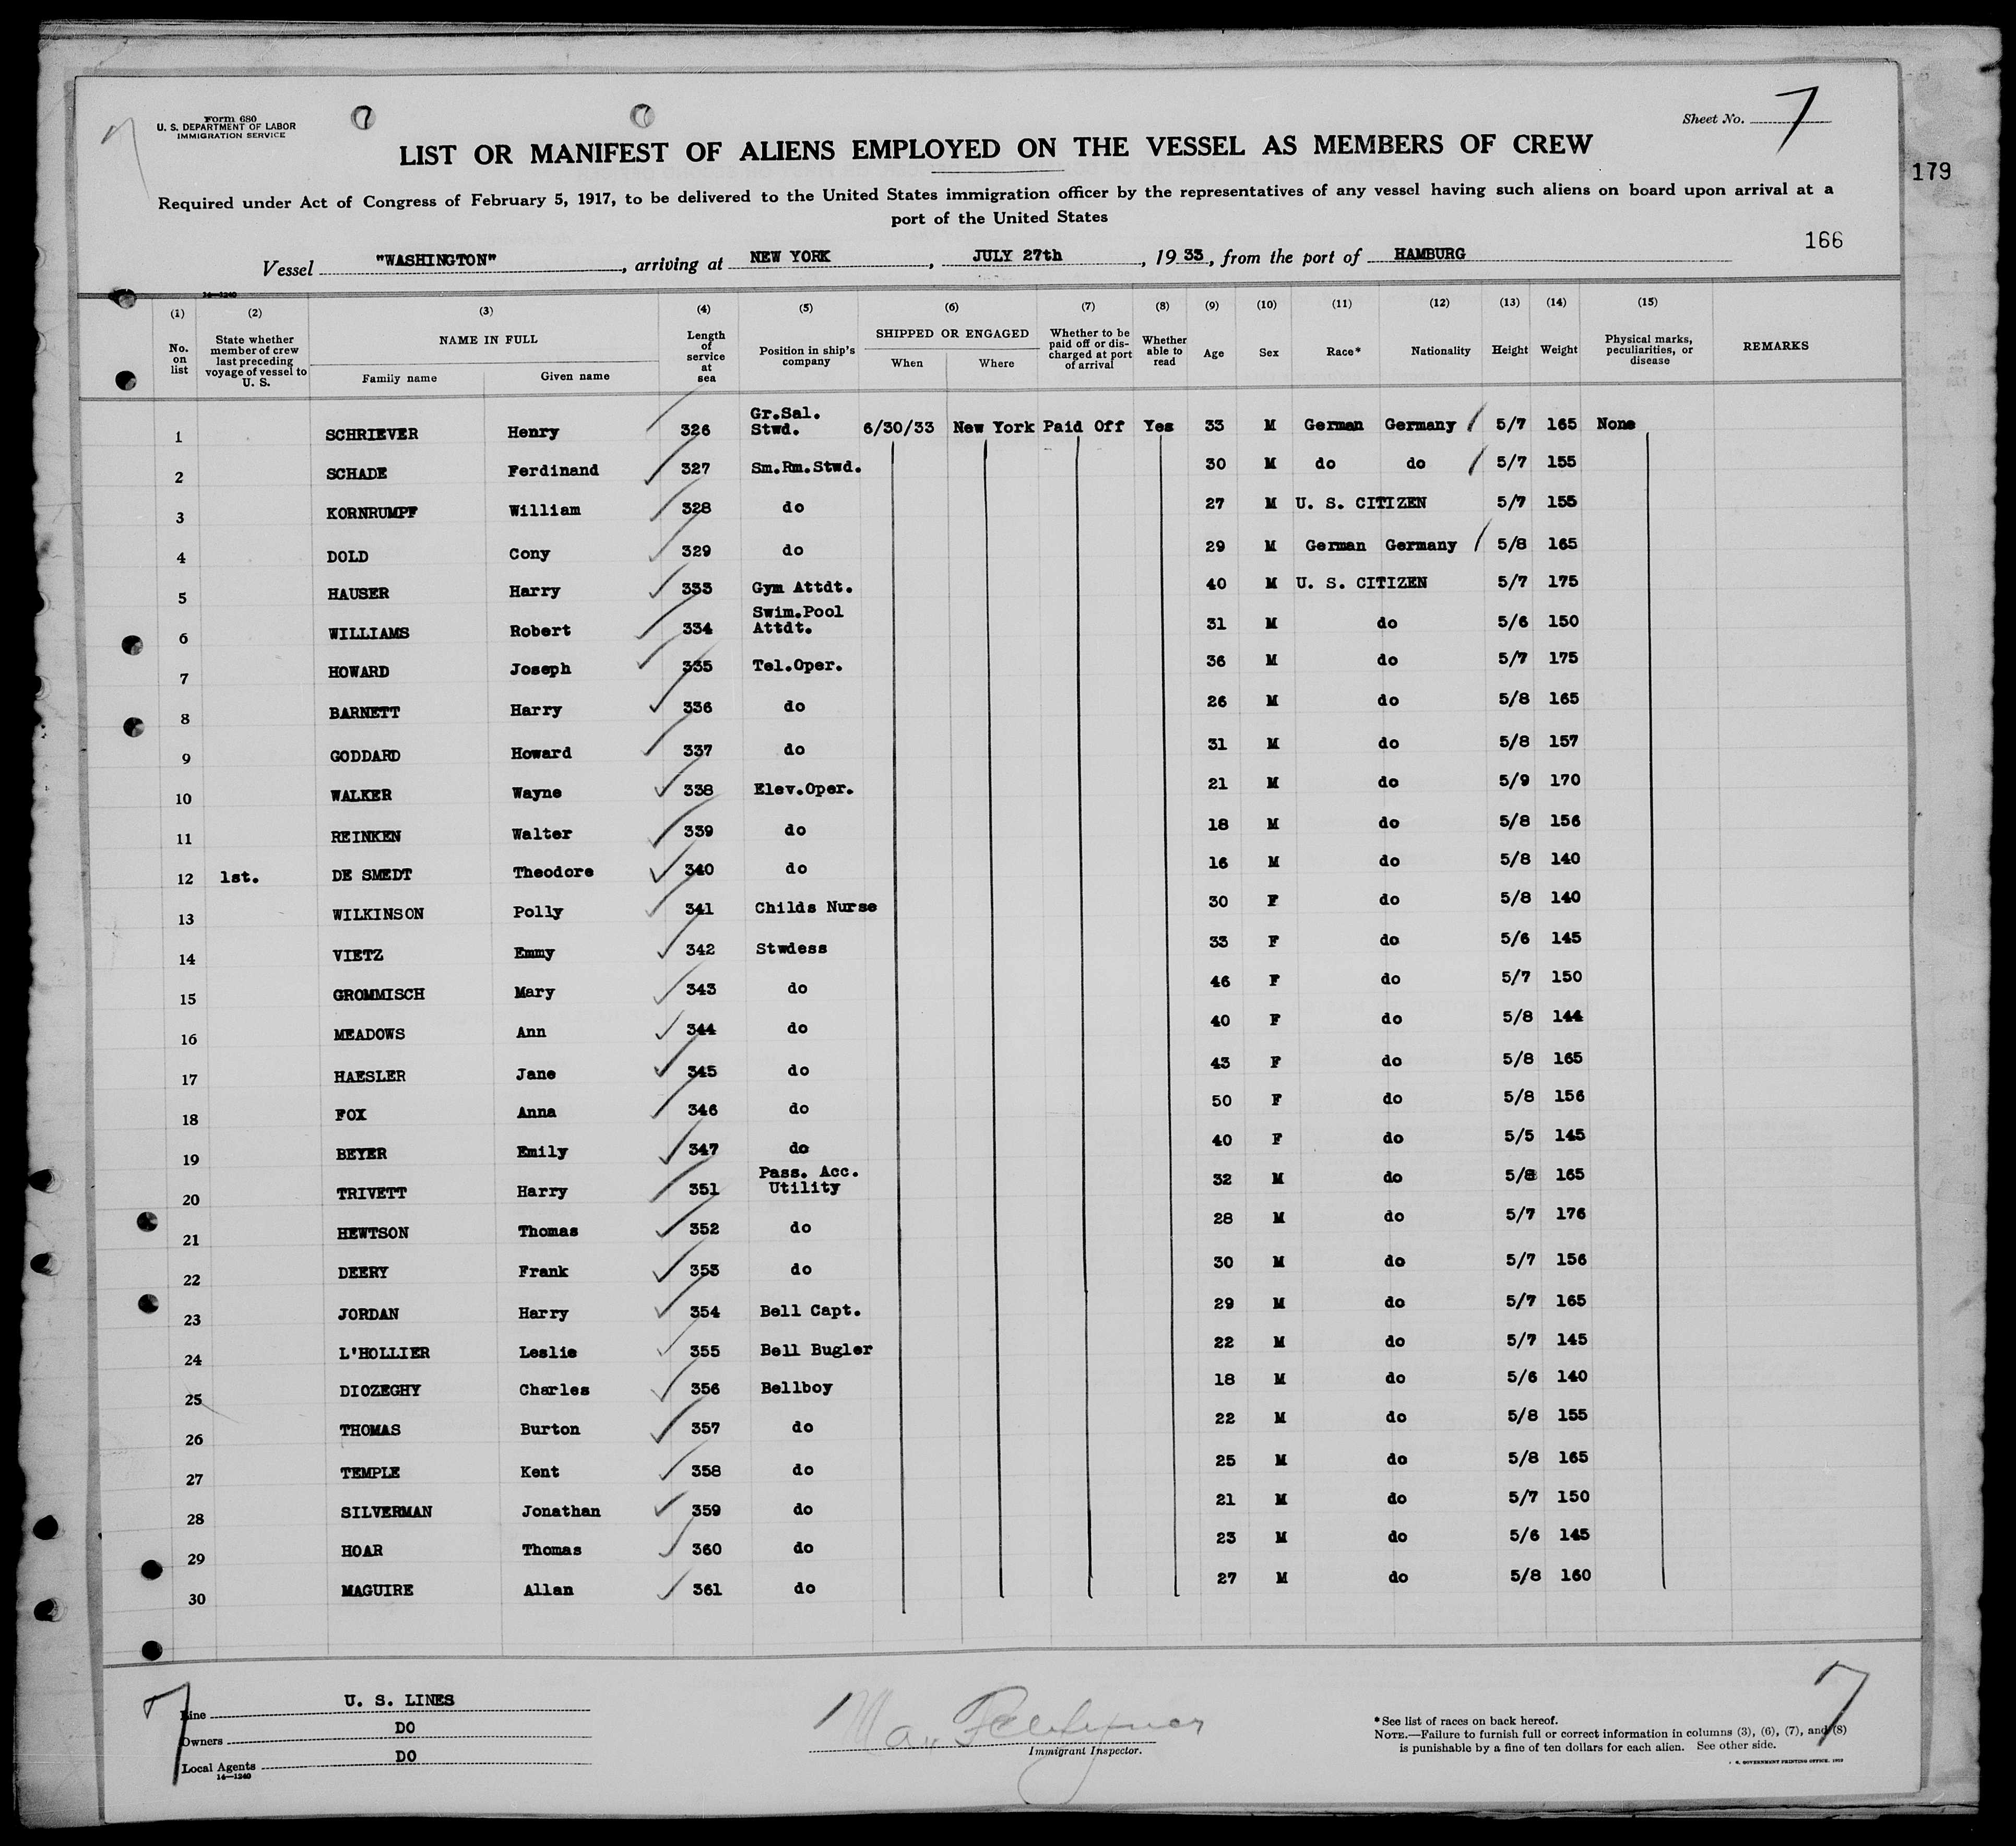 Form 680
U. S. DEPARTMENT OF LABOR
IMMIGRATION SERVICE
7
Sheet No. 7
LIST OR MANIFEST OF ALIENS EMPLOYED ON THE VESSEL AS MEMBERS OF CREW
179
Required under Act of Congress of February 5, 1917, to be delivered to the United States immigration officer by the representatives of any vessel having such aliens on board upon arrival at a
port of the United States
166
Vessel "WASHINGTON", arriving at NEW YORK, JULY 27th, 1933, from the port of HAMBURG
14—1240
(1) (2) (3) (4) (5) (6) (7) (8) (9) (10) (11) (12) (13) (14) (15)
No. on list
State whether member of crew last preceding voyage of vessel to U. S.
NAME IN FULL
Family name Given name
Length of service at sea
Position in ship's company
SHIPPED OR ENGAGED
When Where
Whether to be paid off or discharged at port of arrival
Whether able to read
Age Sex Race* Nationality Height Weight
Physical marks, peculiarities, or disease
REMARKS
1 SCHRIEVER Henry 326 Gr.Sal. Stwd. 6/30/33 New York Paid Off Yes 33 M German Germany 5/7 165 None
2 SCHADE Ferdinand 327 Sm.Rm.Stwd. 30 M do do 5/7 155
3 KORNRUMPF William 328 do 27 M U. S. CITIZEN 5/7 155
4 DOLD Cony 329 do 29 M German Germany 5/8 165
5 HAUSER Harry 333 Gym Attdt. 40 M U. S. CITIZEN 5/7 175
6 WILLIAMS Robert 334 Swim.Pool Attdt. 31 M do 5/6 150
7 HOWARD Joseph 335 Tel.Oper. 36 M do 5/7 175
8 BARNETT Harry 336 do 26 M do 5/8 165
9 GODDARD Howard 337 do 31 M do 5/8 157
10 WALKER Wayne 338 Elev.Oper. 21 M do 5/9 170
11 REINKEN Walter 339 do 18 M do 5/8 156
12 1st. DE SMEDT Theodore 340 do 16 M do 5/8 140
13 WILKINSON Polly 341 Childs Nurse 30 F do 5/8 140
14 VIETZ Emmy 342 Stwdess 33 F do 5/6 145
15 GROMMISCH Mary 343 do 46 F do 5/7 150
16 MEADOWS Ann 344 do 40 F do 5/8 144
17 HAESLER Jane 345 do 43 F do 5/8 165
18 FOX Anna 346 do 50 F do 5/8 156
19 BEYER Emily 347 do 40 F do 5/5 145
20 TRIVETT Harry 351 Pass. Acc. Utility 32 M do 5/8 165
21 HEWTSON Thomas 352 do 28 M do 5/7 176
22 DEERY Frank 353 do 30 M do 5/7 156
23 JORDAN Harry 354 Bell Capt. 29 M do 5/7 165
24 L'HOLLIER Leslie 355 Bell Bugler 22 M do 5/7 145
25 DIOZEGHY Charles 356 Bellboy 18 M do 5/6 140
26 THOMAS Burton 357 do 22 M do 5/8 155
27 TEMPLE Kent 358 do 25 M do 5/8 165
28 SILVERMAN Jonathan 359 do 21 M do 5/7 150
29 HOAR Thomas 360 do 23 M do 5/6 145
30 MAGUIRE Allan 361 do 27 M do 5/8 160
7
Line U. S. LINES
Owners DO
Local Agents DO
14—1240
Immigrant Inspector.
7
*See list of races on back hereof.
NOTE.—Failure to furnish full or correct information in columns (3), (6), (7), and (8)
is punishable by a fine of ten dollars for each alien. See other side.
GOVERNMENT PRINTING OFFICE